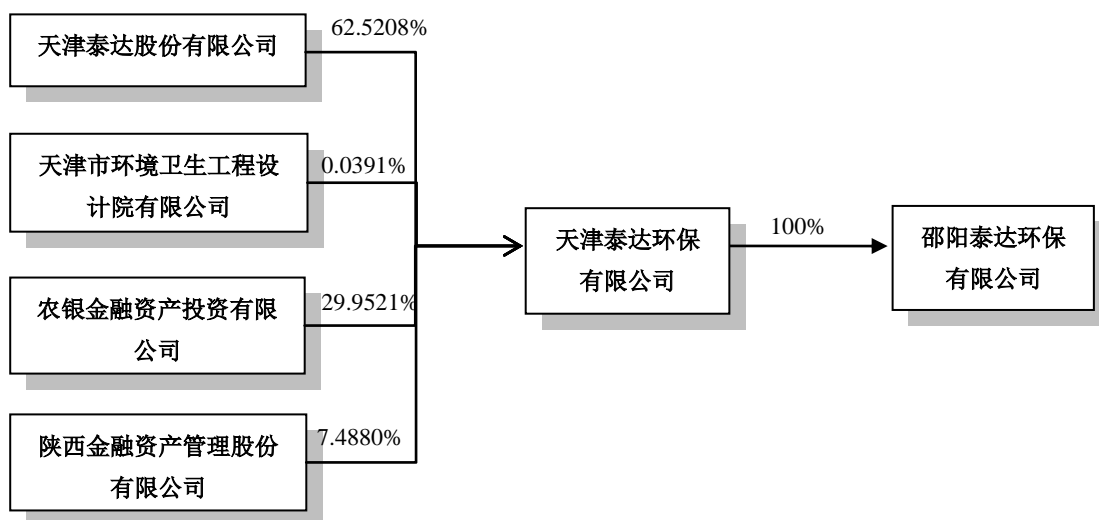 天津泰达股份有限公司
62.5208%
天津市环境卫生工程设
计院有限公司
0.0391%
农银金融资产投资有限
公司
29.9521%
陕西金融资产管理股份
有限公司
7.4880%
天津泰达环保
有限公司
100%
邵阳泰达环保
有限公司